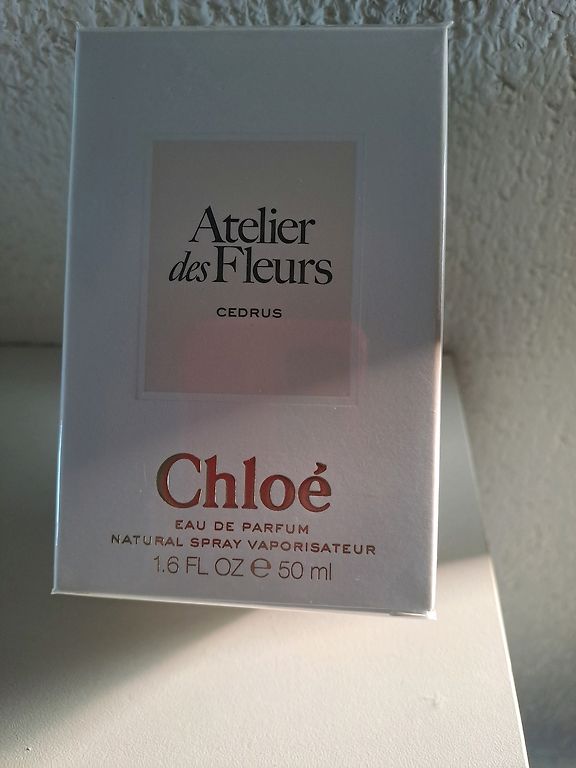 Atelier
des Fleurs
CEDRUS
Chloé
EAU DE PARFUM
NATURAL SPRAY VAPORISATEUR
1.6 FL OZ e 50 ml